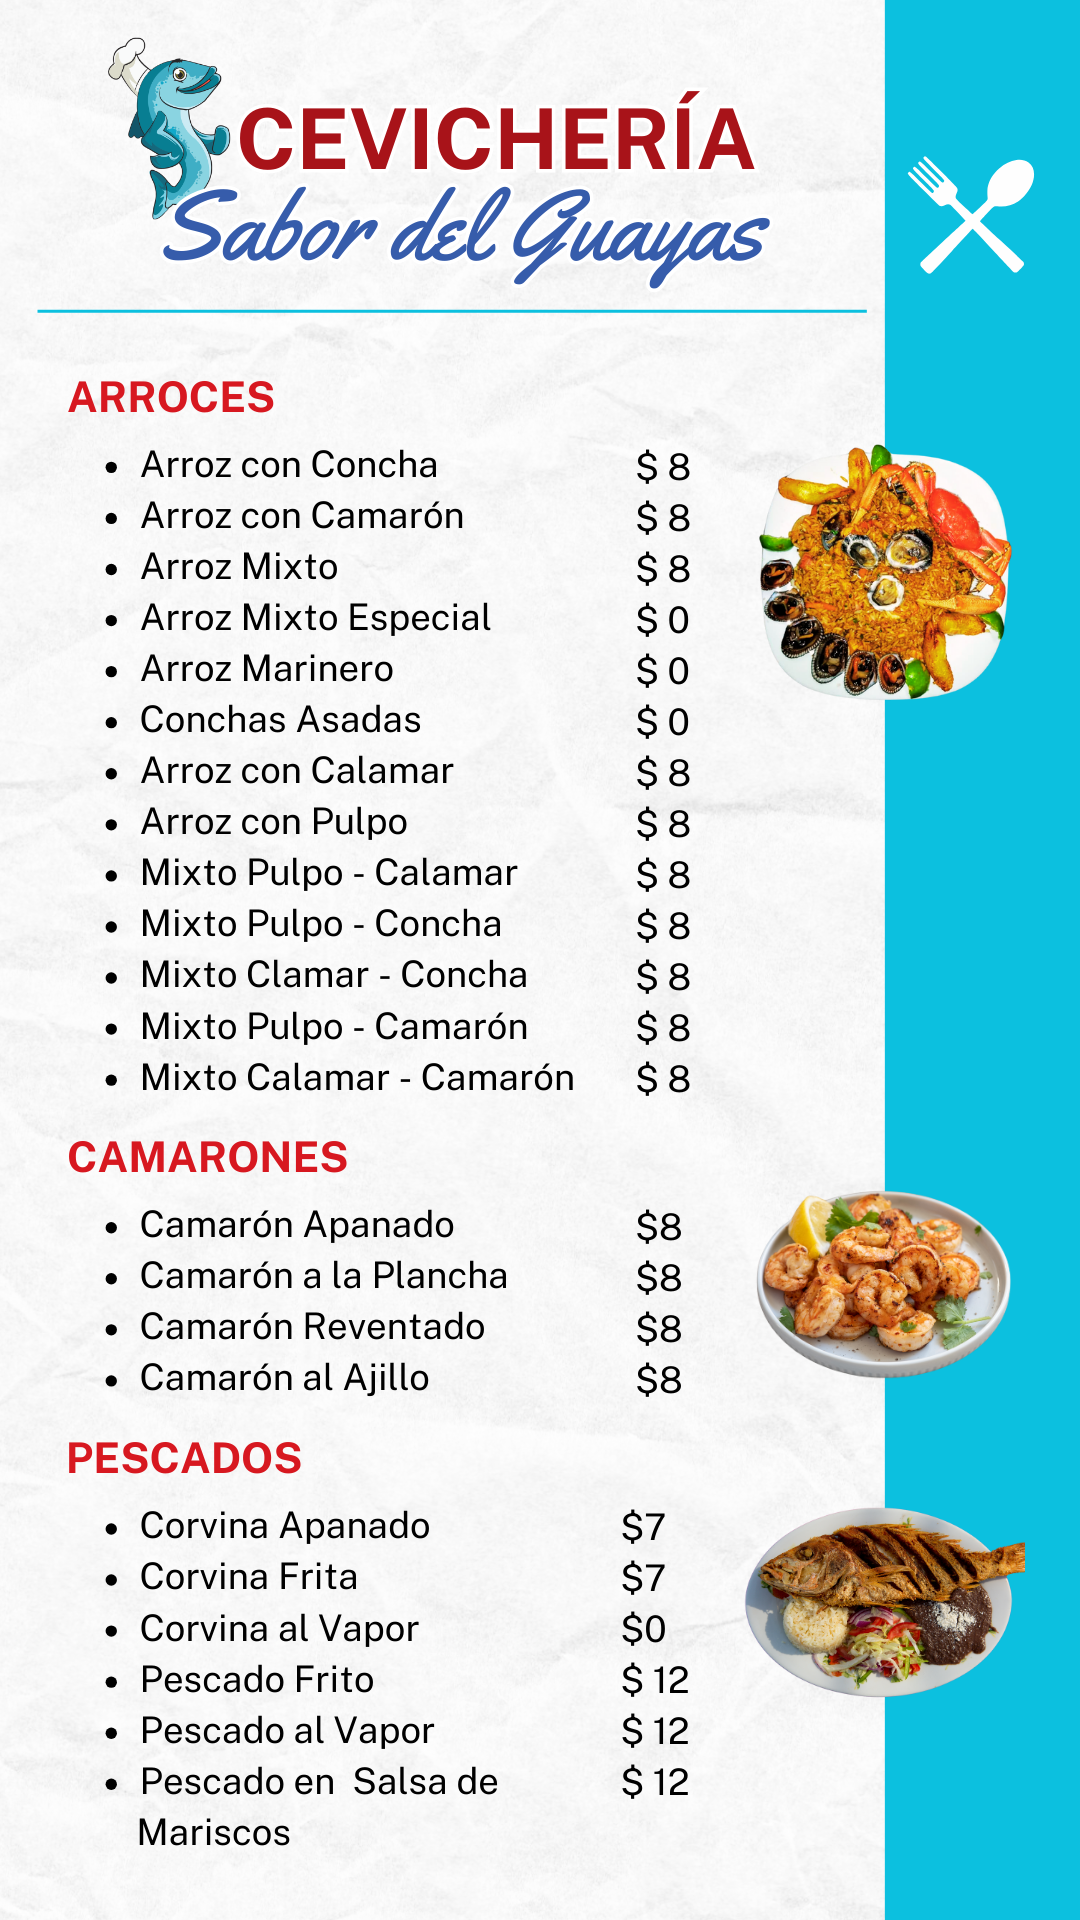 CEVICHERÍA
Sabor del Guayas
ARROCES
• Arroz con Concha $ 8
• Arroz con Camarón $ 8
• Arroz Mixto $ 8
• Arroz Mixto Especial $ 0
• Arroz Marinero $ 0
• Conchas Asadas $ 0
• Arroz con Calamar $ 8
• Arroz con Pulpo $ 8
• Mixto Pulpo - Calamar $ 8
• Mixto Pulpo - Concha $ 8
• Mixto Clamar - Concha $ 8
• Mixto Pulpo - Camarón $ 8
• Mixto Calamar - Camarón $ 8
CAMARONES
• Camarón Apanado $8
• Camarón a la Plancha $8
• Camarón Reventado $8
• Camarón al Ajillo $8
PESCADOS
• Corvina Apanado $7
• Corvina Frita $7
• Corvina al Vapor $0
• Pescado Frito $ 12
• Pescado al Vapor $ 12
• Pescado en  Salsa de $ 12
Mariscos